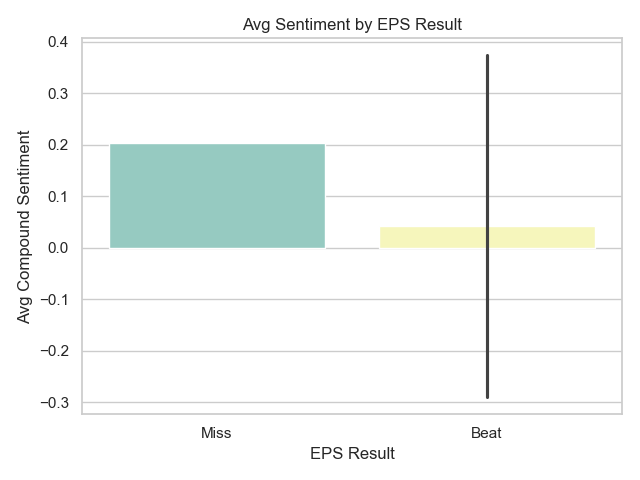 Avg Sentiment by EPS Result
0.4
0.3
0.2
0.1
0.0
−0.1
−0.2
−0.3
Avg Compound Sentiment
Miss
Beat
EPS Result